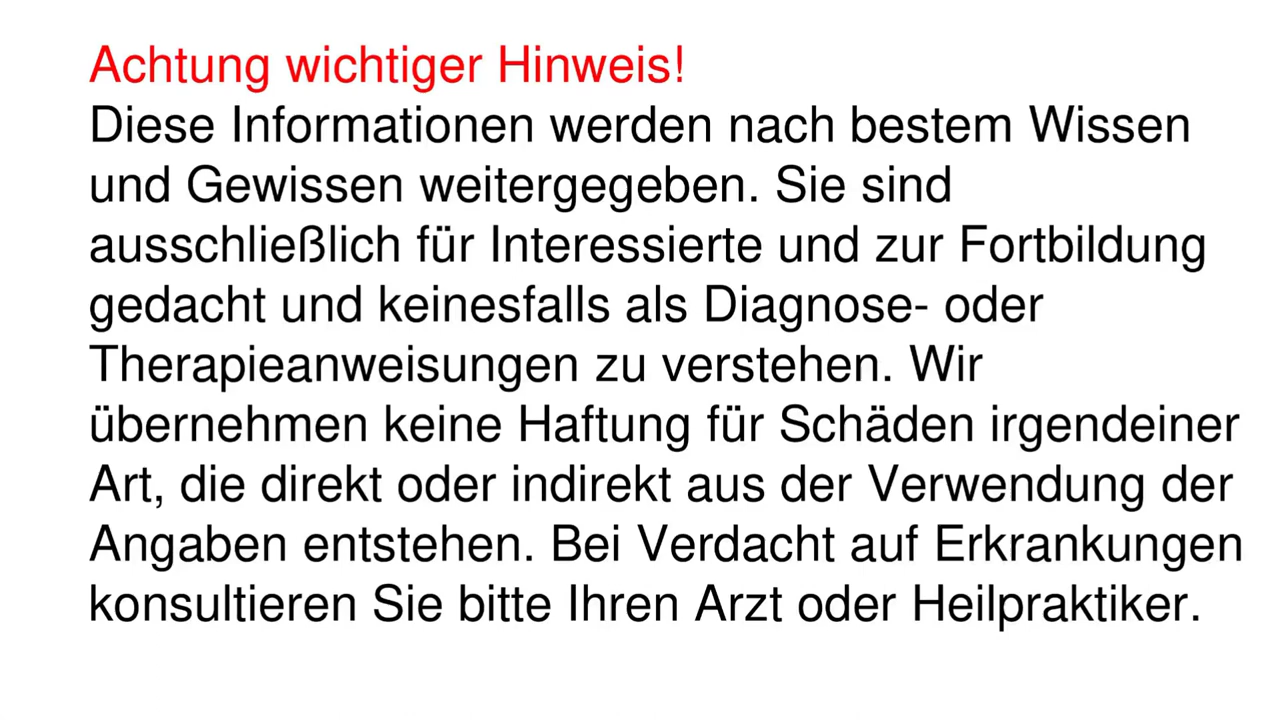 Achtung wichtiger Hinweis!
Diese Informationen werden nach bestem Wissen
und Gewissen weitergegeben. Sie sind
ausschließlich für Interessierte und zur Fortbildung
gedacht und keinesfalls als Diagnose- oder
Therapieanweisungen zu verstehen. Wir
übernehmen keine Haftung für Schäden irgendeiner
Art, die direkt oder indirekt aus der Verwendung der
Angaben entstehen. Bei Verdacht auf Erkrankungen
konsultieren Sie bitte Ihren Arzt oder Heilpraktiker.